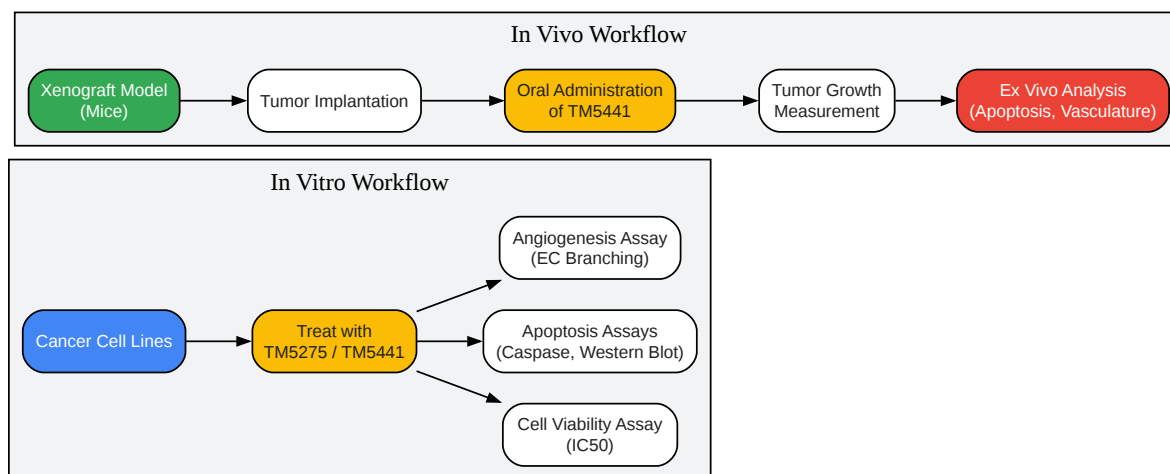 In Vivo Workflow
Xenograft Model
(Mice)
Tumor Implantation
Oral Administration
of TM5441
Tumor Growth
Measurement
Ex Vivo Analysis
(Apoptosis, Vasculature)
In Vitro Workflow
Cancer Cell Lines
Treat with
TM5275 / TM5441
Angiogenesis Assay
(EC Branching)
Apoptosis Assays
(Caspase, Western Blot)
Cell Viability Assay
(IC50)